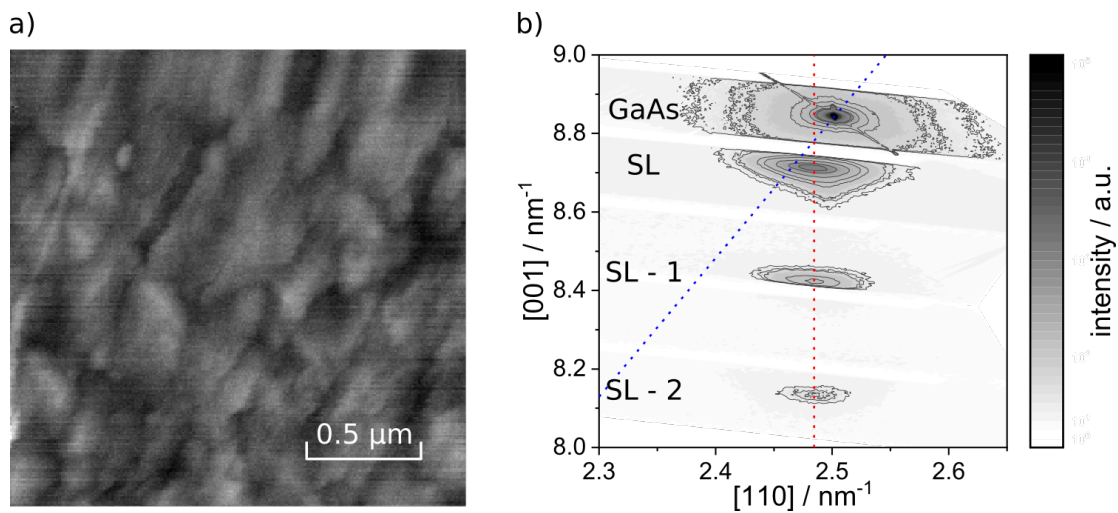 a)
0.5 µm
b)
[001] / nm⁻¹
9.0
8.8
8.6
8.4
8.2
8.0
GaAs
SL
SL - 1
SL - 2
2.3
2.4
2.5
2.6
[110] / nm⁻¹
intensity / a.u.